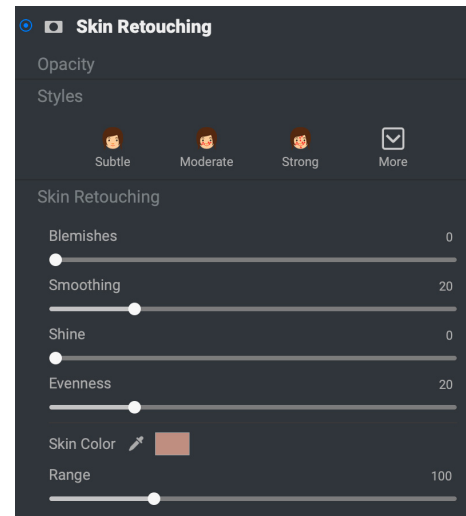 Skin Retouching
Opacity
Styles
Subtle Moderate Strong More
Skin Retouching
Blemishes 0
Smoothing 20
Shine 0
Evenness 20
Skin Color
Range 100